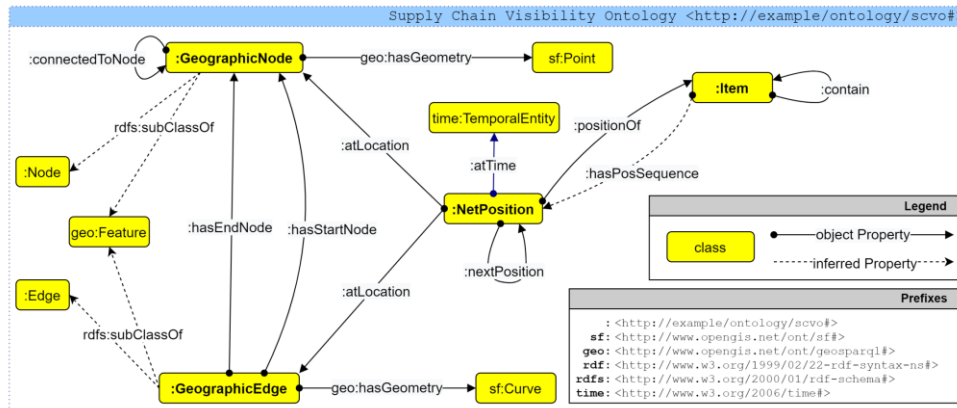 Supply Chain Visibility Ontology <http://example/ontology/scvo#
:connectedToNode
:GeographicNode
geo:hasGeometry
sf:Point
:Item
:contain
rdfs:subClassOf
time:TemporalEntity
:positionOf
:atLocation
:atTime
:Node
:hasPosSequence
:NetPosition
geo:Feature
:hasEndNode
:hasStartNode
:nextPosition
:Edge
:atLocation
rdfs:subClassOf
:GeographicEdge
geo:hasGeometry
sf:Curve
Legend
class
object Property
inferred Property
Prefixes
: <http://example/ontology/scvo#>
sf: <http://www.opengis.net/ont/sf#>
geo: <http://www.opengis.net/ont/geosparql#>
rdf: <http://www.w3.org/1999/02/22-rdf-syntax-ns#>
rdfs: <http://www.w3.org/2000/01/rdf-schema#>
time: <http://www.w3.org/2006/time#>